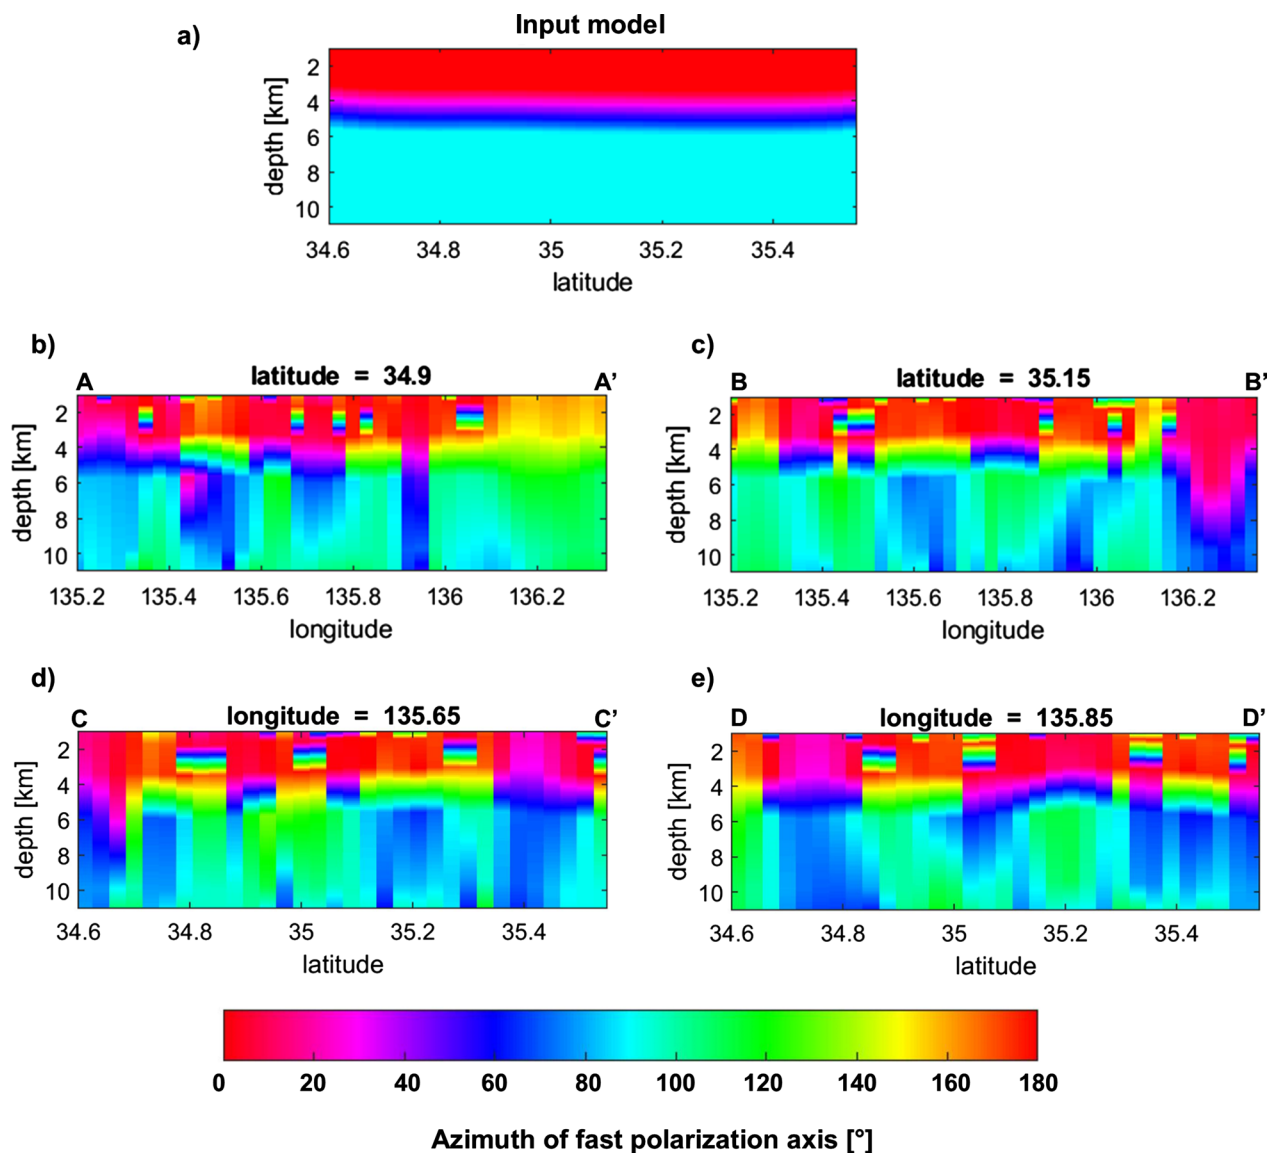 a)
Input model
depth [km]
2
4
6
8
10
34.6 34.8 35 35.2 35.4
latitude
b)
A latitude = 34.9 A'
depth [km]
2
4
6
8
10
135.2 135.4 135.6 135.8 136 136.2
longitude
c)
B latitude = 35.15 B'
depth [km]
2
4
6
8
10
135.2 135.4 135.6 135.8 136 136.2
longitude
d)
C longitude = 135.65 C'
depth [km]
2
4
6
8
10
34.6 34.8 35 35.2 35.4
latitude
e)
D longitude = 135.85 D'
depth [km]
2
4
6
8
10
34.6 34.8 35 35.2 35.4
latitude
0 20 40 60 80 100 120 140 160 180
Azimuth of fast polarization axis [°]